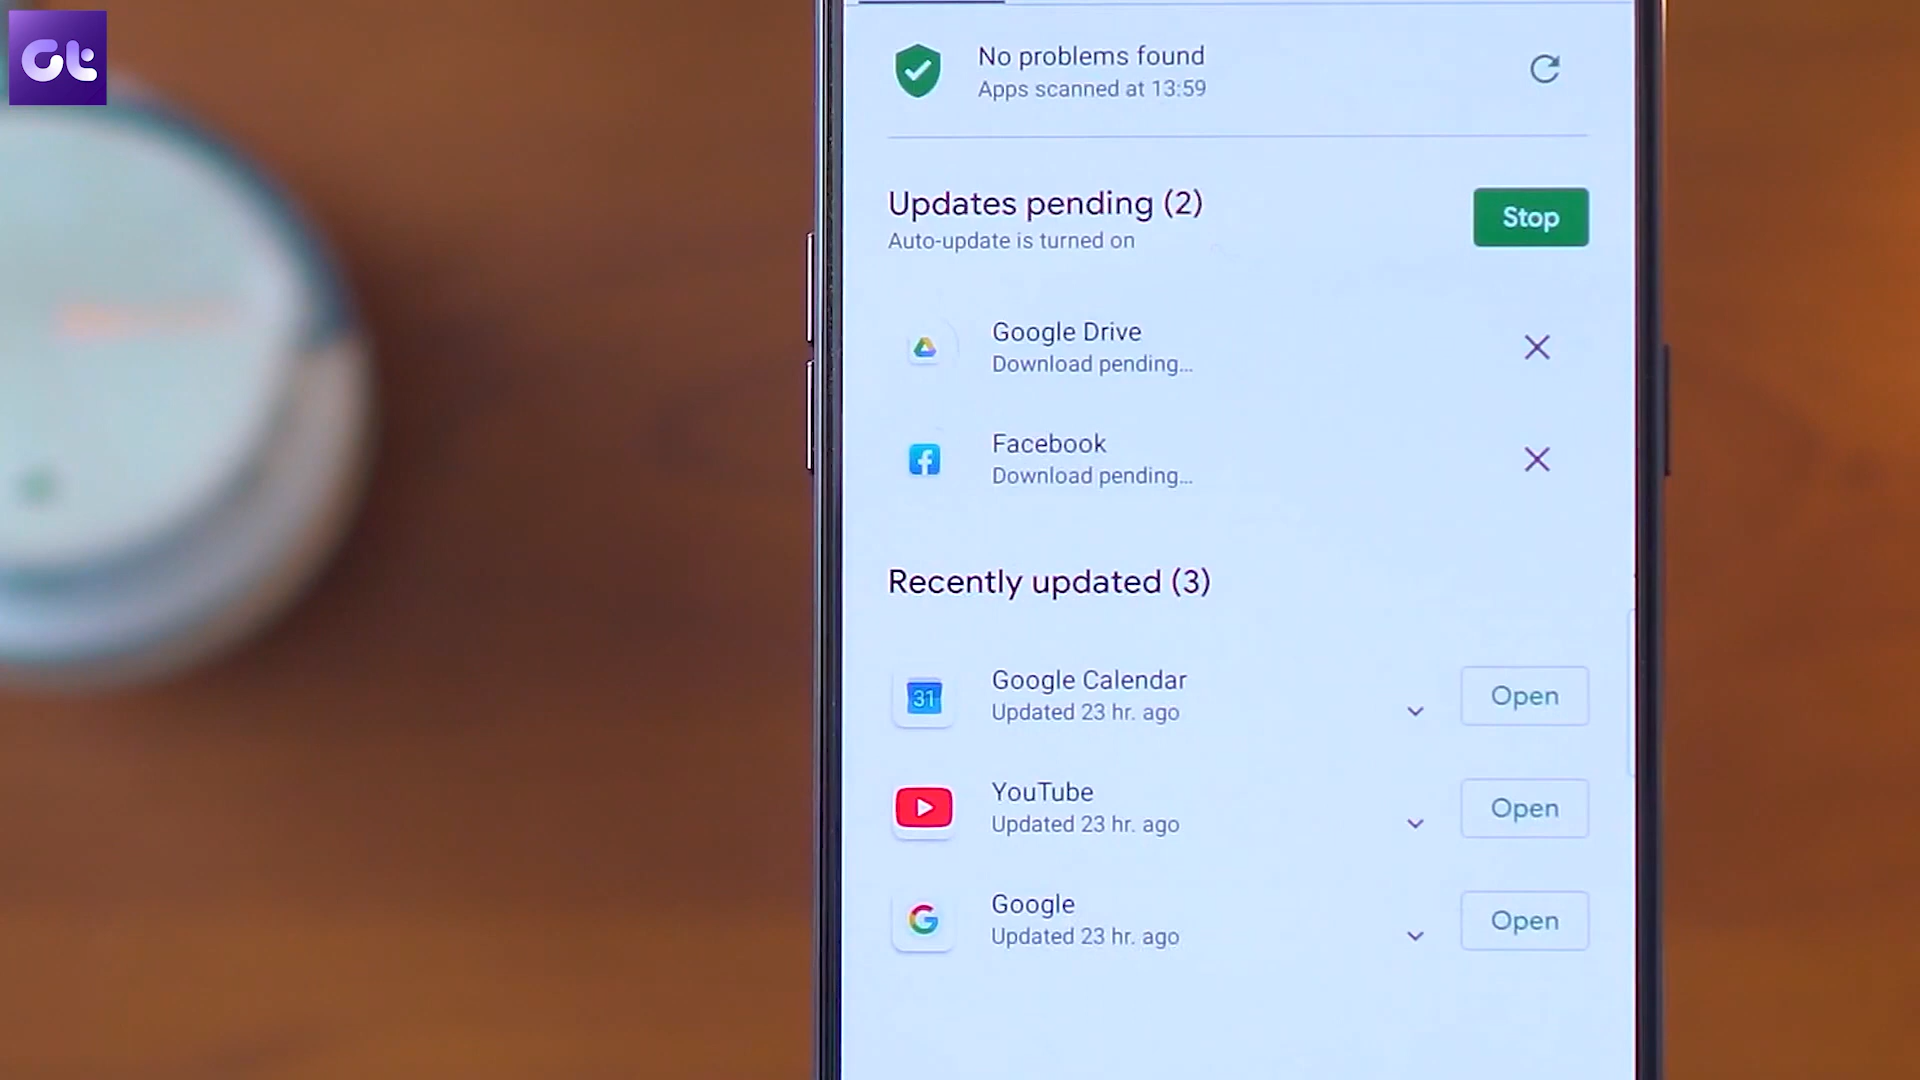 Gt
No problems found
Apps scanned at 13:59
Updates pending (2)
Stop
Auto-update is turned on
Google Drive
Download pending...
Facebook
Download pending...
Recently updated (3)
31
Google Calendar
Updated 23 hr. ago
Open
YouTube
Updated 23 hr. ago
Open
Google
Updated 23 hr. ago
Open